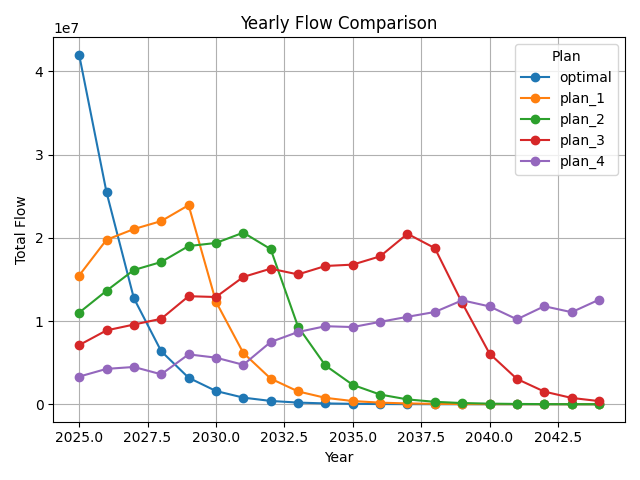 Yearly Flow Comparison
1e7
Plan
optimal
plan_1
plan_2
plan_3
plan_4
4
3
2
1
0
Total Flow
2025.0 2027.5 2030.0 2032.5 2035.0 2037.5 2040.0 2042.5
Year